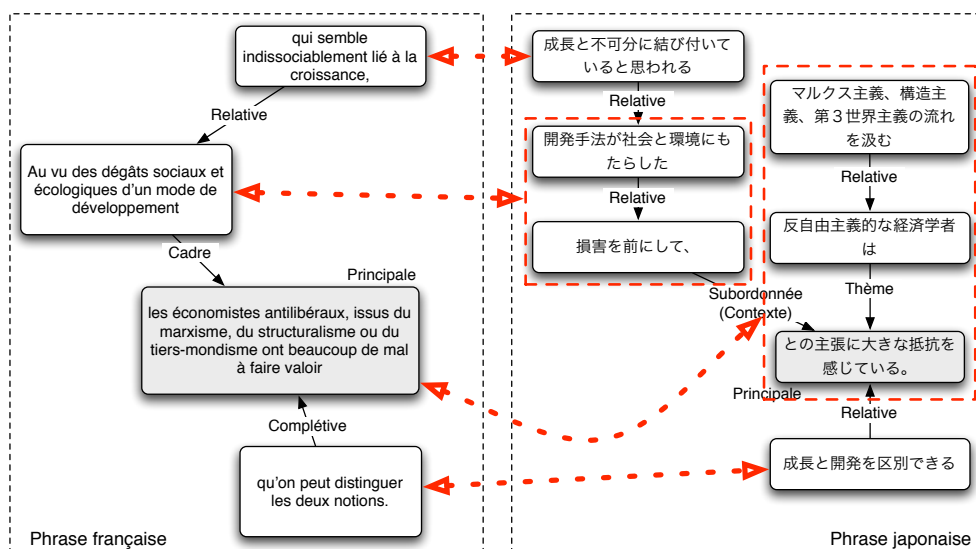 qui semble
indissociablement lié à la
croissance,
Relative
Au vu des dégâts sociaux et
écologiques d'un mode de
développement
Cadre
Principale
les économistes antilibéraux, issus du
marxisme, du structuralisme ou du
tiers-mondisme ont beaucoup de mal
à faire valoir
Complétive
qu'on peut distinguer
les deux notions.
Phrase française
成長と不可分に結び付いて
いると思われる
Relative
開発手法が社会と環境にも
たらした
Relative
損害を前にして、
Subordonnée
(Contexte)
マルクス主義、構造主
義、第３世界主義の流れ
を汲む
Relative
反自由主義的な経済学者
は
Thème
との主張に大きな抵抗を
感じている。
Principale
Relative
成長と開発を区別できる
Phrase japonaise